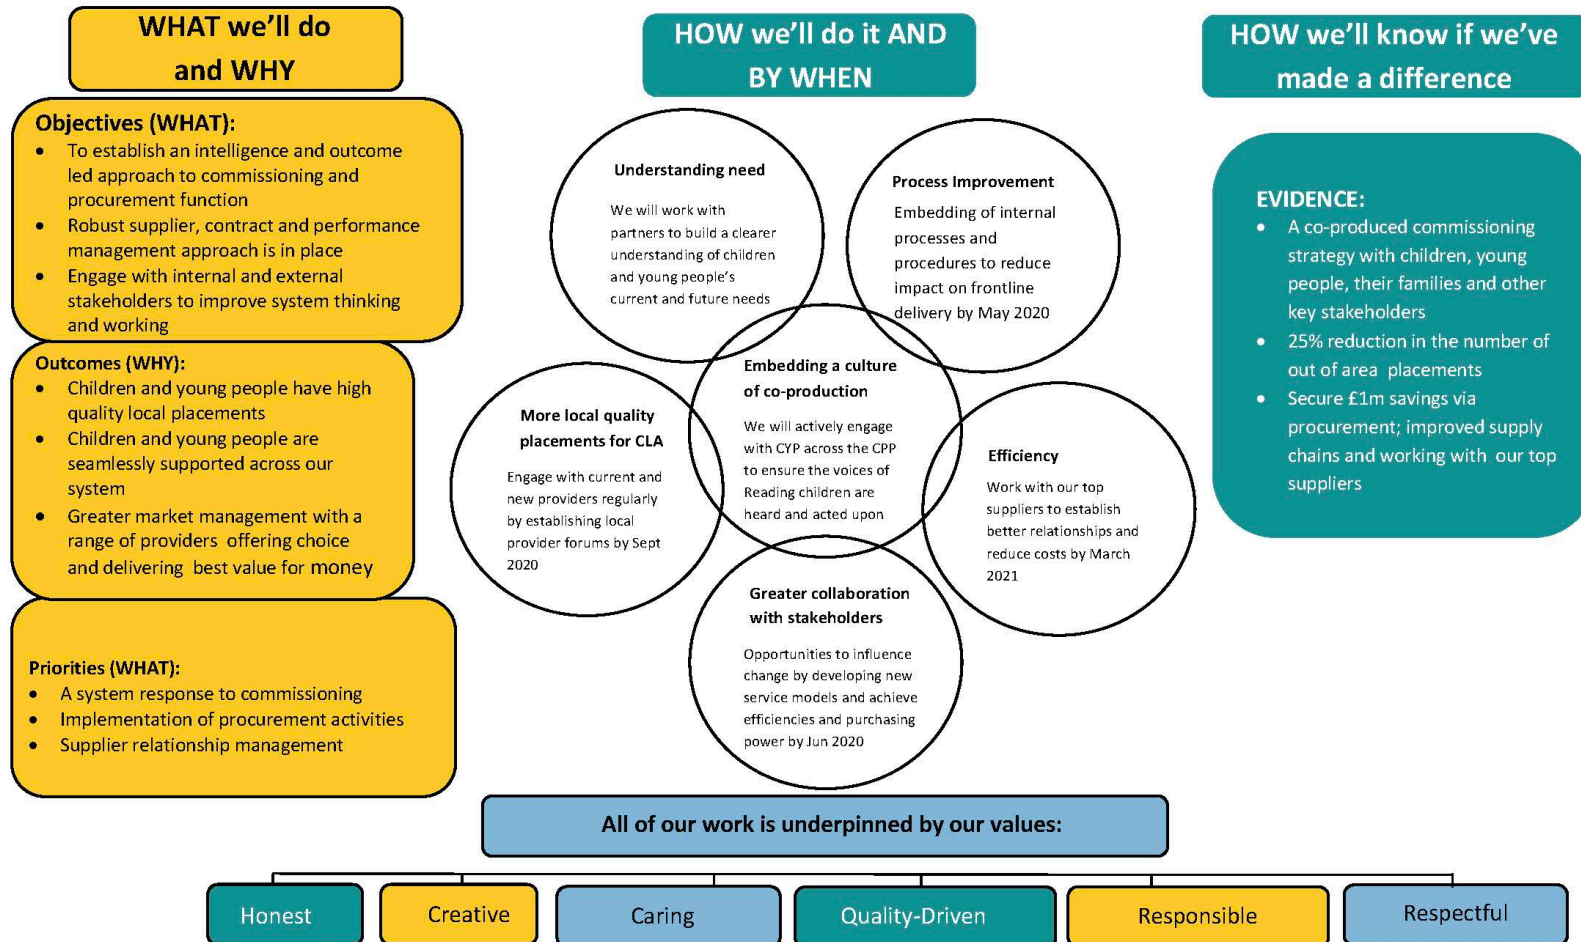 WHAT we'll do
and WHY
Objectives (WHAT):
• To establish an intelligence and outcome
led approach to commissioning and
procurement function
• Robust supplier, contract and performance
management approach is in place
• Engage with internal and external
stakeholders to improve system thinking
and working
Outcomes (WHY):
• Children and young people have high
quality local placements
• Children and young people are
seamlessly supported across our
system
• Greater market management with a
range of providers offering choice
and delivering best value for money
Priorities (WHAT):
• A system response to commissioning
• Implementation of procurement activities
• Supplier relationship management
HOW we'll do it AND
BY WHEN
Understanding need
We will work with
partners to build a clearer
understanding of children
and young people's
current and future needs
Process Improvement
Embedding of internal
processes and
procedures to reduce
impact on frontline
delivery by May 2020
Embedding a culture
of co-production
We will actively engage
with CYP across the CPP
to ensure the voices of
Reading children are
heard and acted upon
More local quality
placements for CLA
Engage with current and
new providers regularly
by establishing local
provider forums by Sept
2020
Efficiency
Work with our top
suppliers to establish
better relationships and
reduce costs by March
2021
Greater collaboration
with stakeholders
Opportunities to influence
change by developing new
service models and achieve
efficiencies and purchasing
power by Jun 2020
HOW we'll know if we've
made a difference
EVIDENCE:
• A co-produced commissioning
strategy with children, young
people, their families and other
key stakeholders
• 25% reduction in the number of
out of area placements
• Secure £1m savings via
procurement; improved supply
chains and working with our top
suppliers
All of our work is underpinned by our values:
Honest
Creative
Caring
Quality-Driven
Responsible
Respectful